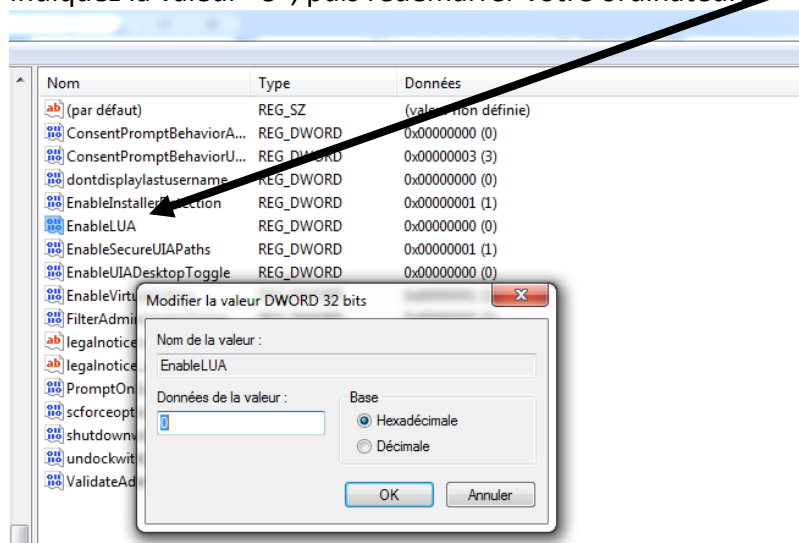 Indiquez la valeur "0", puis redémarrer votre ordinateur
Nom Type Données
(par défaut) REG_SZ (valeur non définie)
ConsentPromptBehaviorA... REG_DWORD 0x00000000 (0)
ConsentPromptBehaviorU... REG_DWORD 0x00000003 (3)
dontdisplaylastusername REG_DWORD 0x00000000 (0)
EnableInstallerDetection REG_DWORD 0x00000001 (1)
EnableLUA REG_DWORD 0x00000000 (0)
EnableSecureUIAPaths REG_DWORD 0x00000001 (1)
EnableUIADesktopToggle REG_DWORD 0x00000000 (0)
EnableVirtu
FilterAdmi
legalnotice
legalnotice
PromptOn
scforceopt
shutdownw
undockwit
ValidateAd
Modifier la valeur DWORD 32 bits
Nom de la valeur :
EnableLUA
Données de la valeur :
0
Base
Hexadécimale
Décimale
OK Annuler